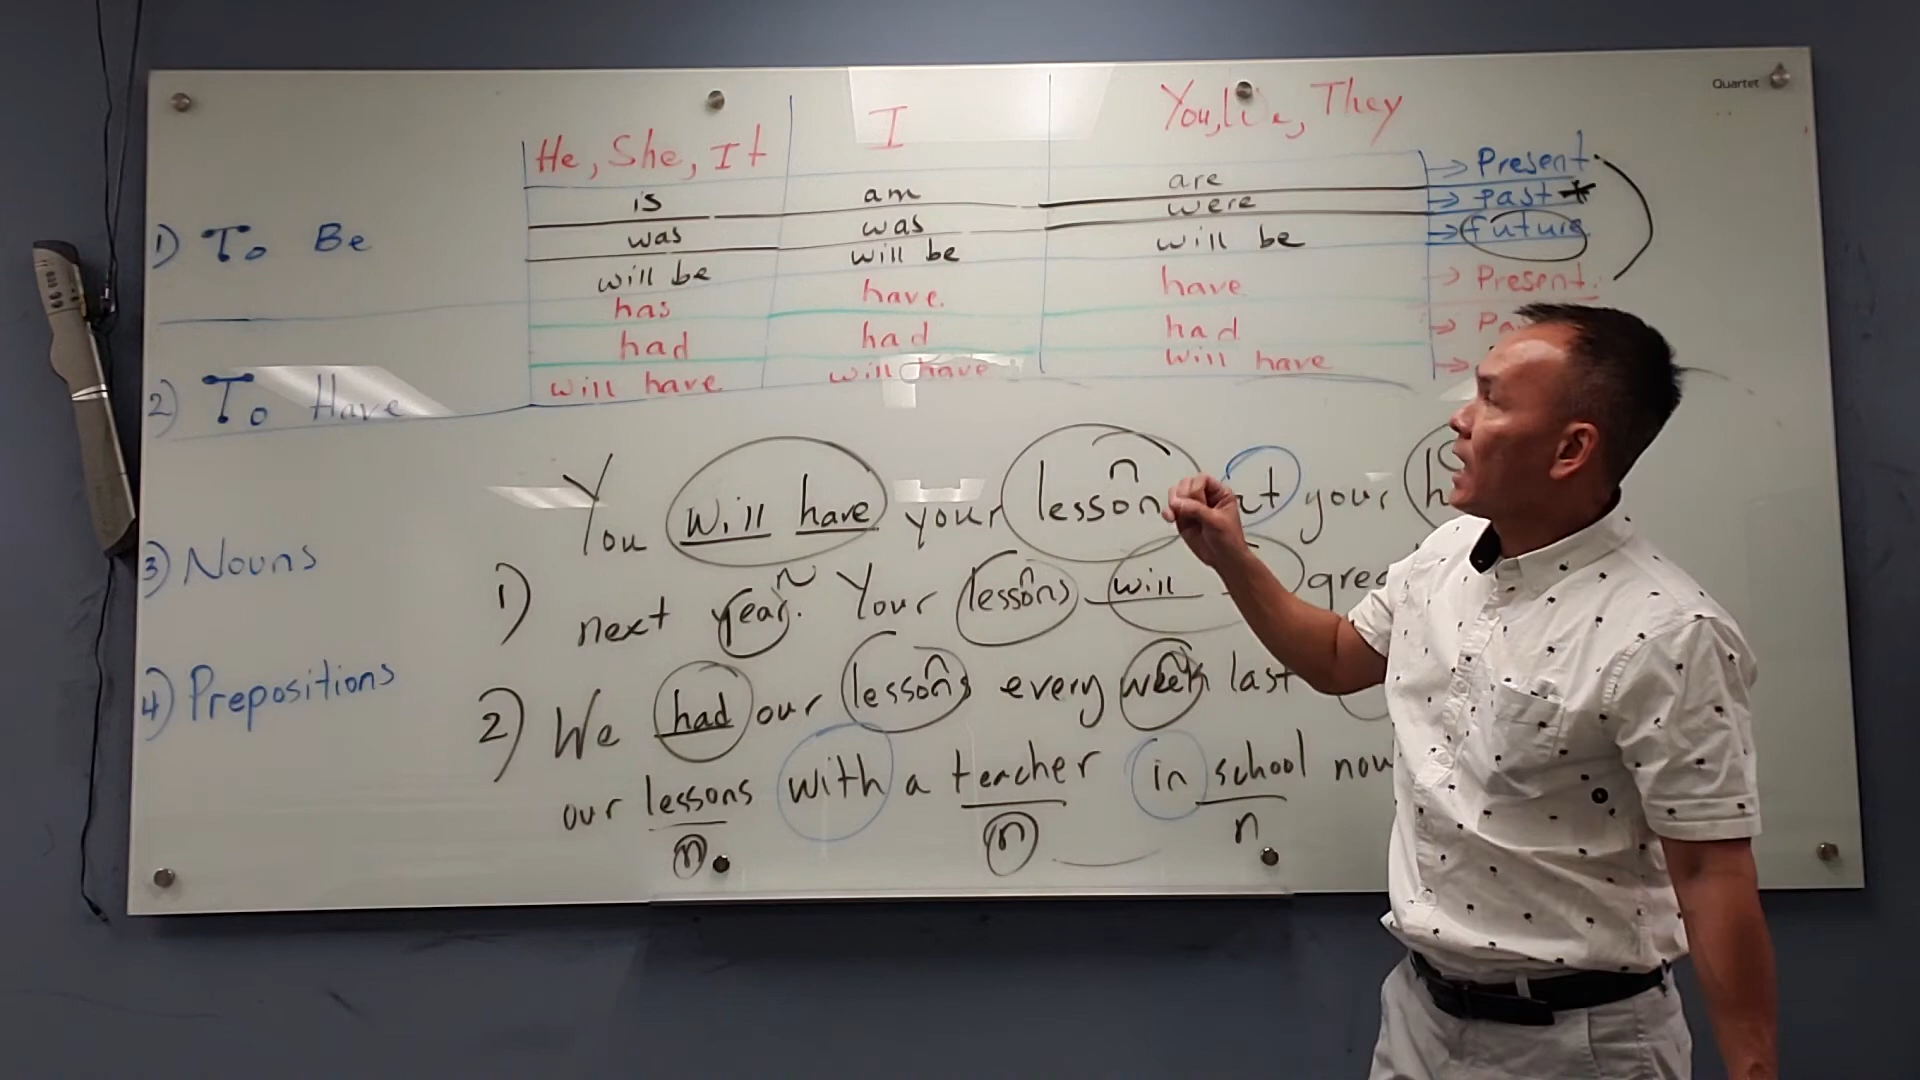 Quartet
He, She, It I You, We, They
is am are → Present
was was were → Past *
1) To Be will be will be will be → future
has have. have → Present.
had had had →
2) To Have will have will have will have →
You will have your lesson at your
n
3) Nouns
1) next year. Your lessons will
n n
4) Prepositions
2) We had our lessons every week last
n n
our lessons with a teacher in school now
n n n